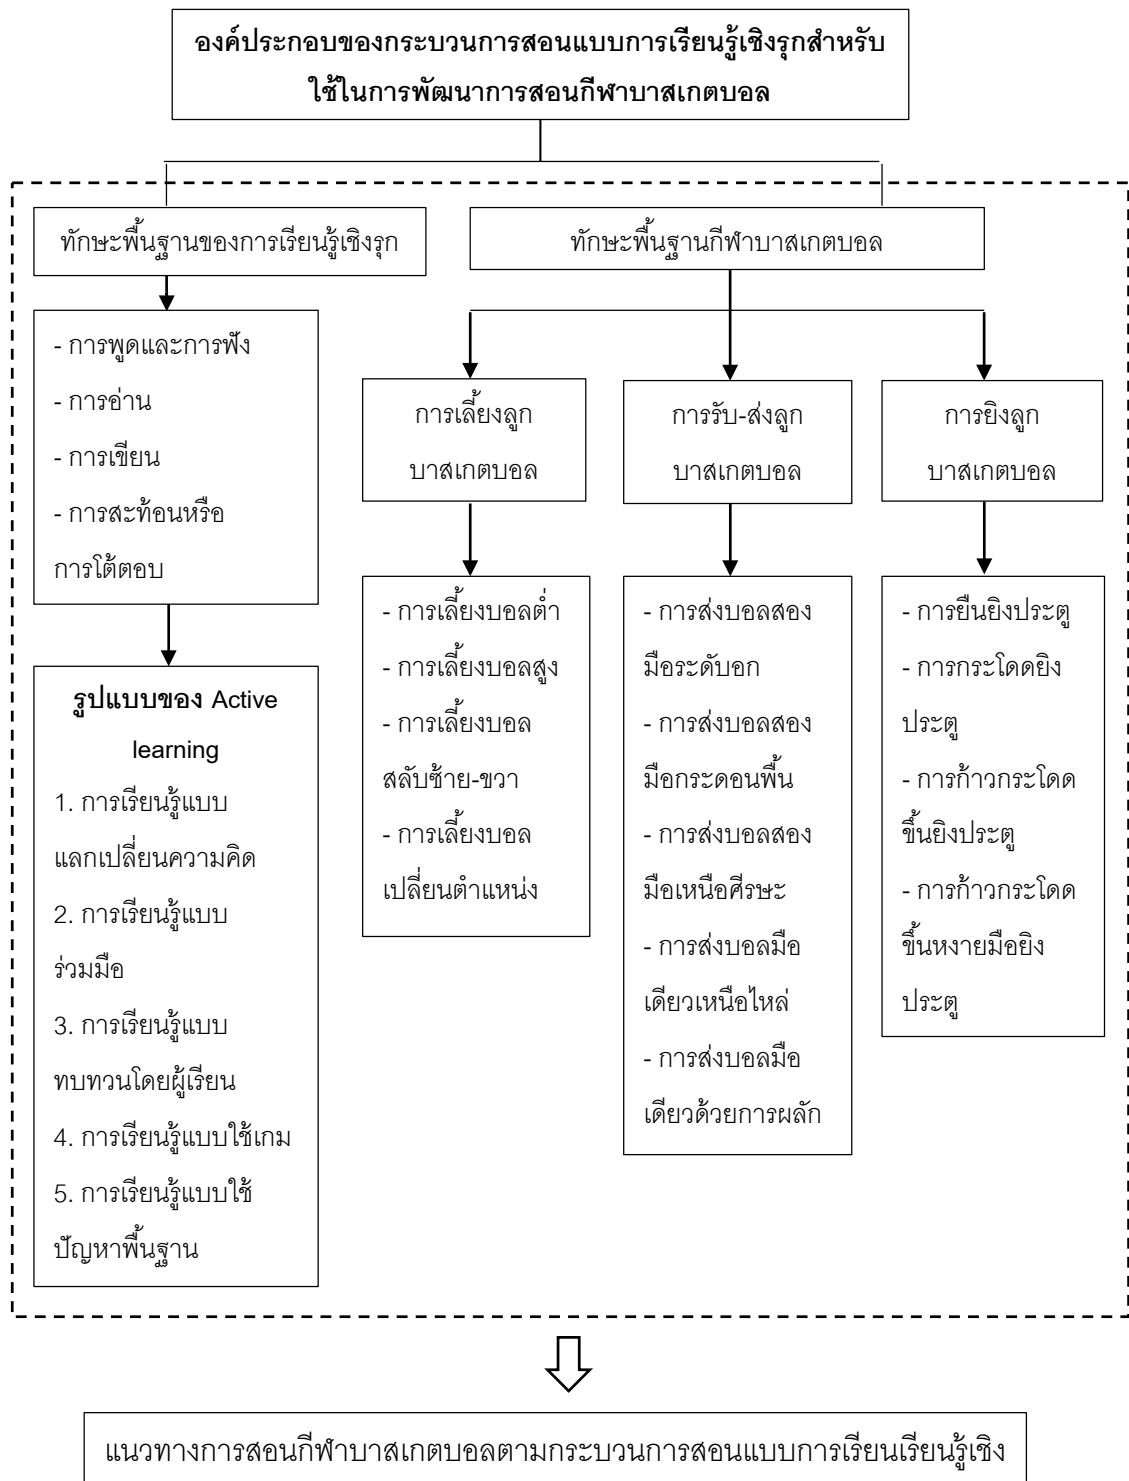 องค์ประกอบของกระบวนการสอนแบบการเรียนรู้เชิงรุกสำหรับ
ใช้ในการพัฒนาการสอนกีฬาบาสเกตบอล
ทักษะพื้นฐานของการเรียนรู้เชิงรุก
- การพูดและการฟัง
- การอ่าน
- การเขียน
- การสะท้อนหรือ
การโต้ตอบ
รูปแบบของ Active
learning
1. การเรียนรู้แบบ
แลกเปลี่ยนความคิด
2. การเรียนรู้แบบ
ร่วมมือ
3. การเรียนรู้แบบ
ทบทวนโดยผู้เรียน
4. การเรียนรู้แบบใช้เกม
5. การเรียนรู้แบบใช้
ปัญหาพื้นฐาน
ทักษะพื้นฐานกีฬาบาสเกตบอล
การเลี้ยงลูก
บาสเกตบอล
- การเลี้ยงบอลต่ำ
- การเลี้ยงบอลสูง
- การเลี้ยงบอล
สลับซ้าย-ขวา
- การเลี้ยงบอล
เปลี่ยนตำแหน่ง
การรับ-ส่งลูก
บาสเกตบอล
- การส่งบอลสอง
มือระดับอก
- การส่งบอลสอง
มือกระดอนพื้น
- การส่งบอลสอง
มือเหนือศีรษะ
- การส่งบอลมือ
เดียวเหนือไหล่
- การส่งบอลมือ
เดียวด้วยการผลัก
การยิงลูก
บาสเกตบอล
- การยืนยิงประตู
- การกระโดดยิง
ประตู
- การก้าวกระโดด
ขึ้นยิงประตู
- การก้าวกระโดด
ขึ้นหงายมือยิง
ประตู
แนวทางการสอนกีฬาบาสเกตบอลตามกระบวนการสอนแบบการเรียนเรียนรู้เชิง